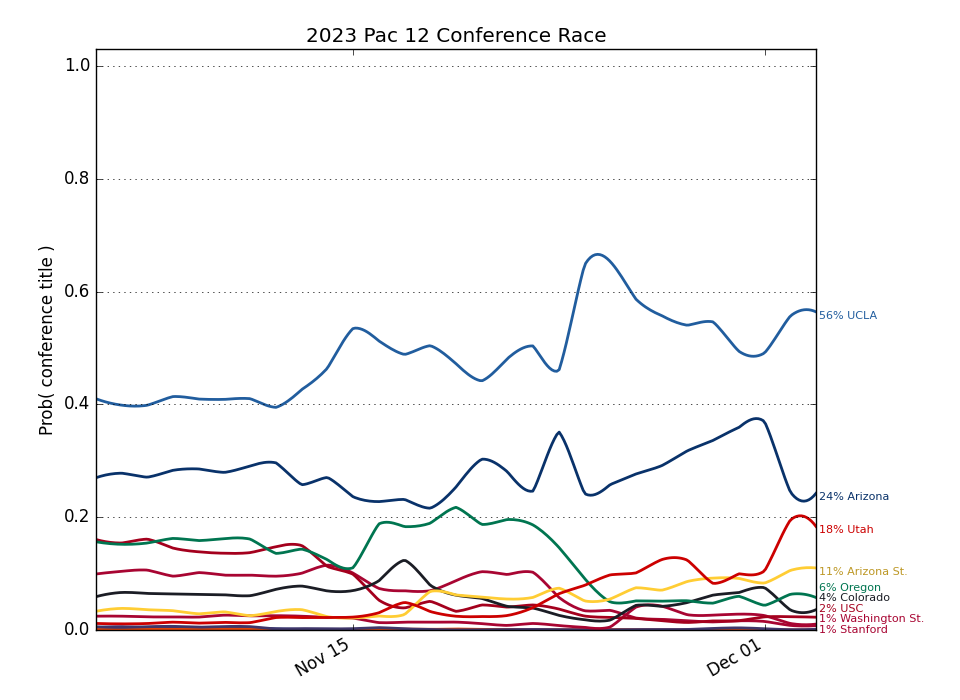 2023 Pac 12 Conference Race
Prob( conference title )
1.0
0.8
0.6
0.4
0.2
0.0
Nov 15
Dec 01
56% UCLA
24% Arizona
18% Utah
11% Arizona St.
6% Oregon
4% Colorado
2% USC
1% Washington St.
1% Stanford